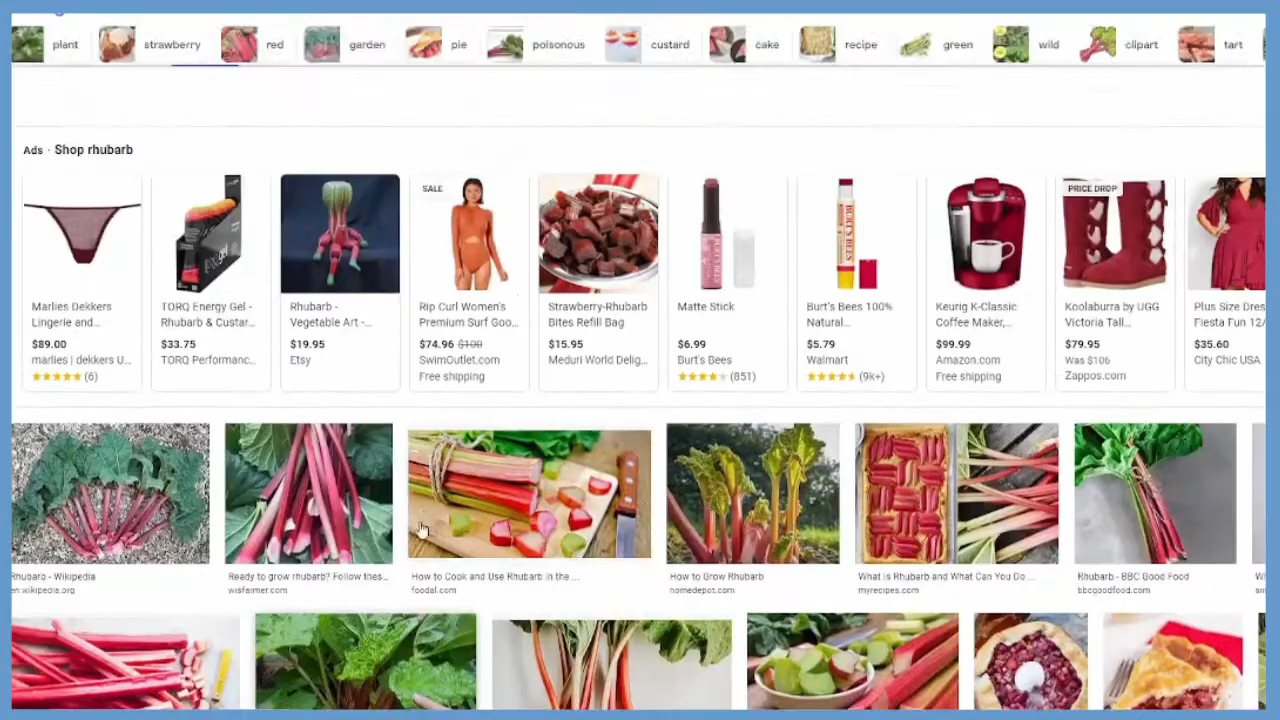 plant strawberry red garden pie poisonous custard cake recipe green wild clipart tart
Ads · Shop rhubarb
SALE
PRICE DROP
Marlies Dekkers
Lingerie and...
$89.00
marlies | dekkers U...
(6)
TORQ Energy Gel -
Rhubarb & Custar...
$33.75
TORQ Performanc...
Rhubarb -
Vegetable Art -...
$19.95
Etsy
Rip Curl Women's
Premium Surf Goo...
$74.96 $100
SwimOutlet.com
Free shipping
Strawberry-Rhubarb
Bites Refill Bag
$15.95
Meduri World Delig...
Matte Stick
$6.99
Burt's Bees
(851)
BURT'S BEES
Burt's Bees 100%
Natural...
$5.79
Walmart
(9k+)
Keurig K-Classic
Coffee Maker,...
$99.99
Amazon.com
Free shipping
Koolaburra by UGG
Victoria Tall...
$79.95
Was $106
Zappos.com
Plus Size Dres
Fiesta Fun 12/
$35.60
City Chic USA
Rhubarb - Wikipedia
en.wikipedia.org
Ready to grow rhubarb? Follow thes...
wisfarmer.com
How to Cook and Use Rhubarb in the ...
foodal.com
How to Grow Rhubarb
homedepot.com
What is Rhubarb and What Can You Do ...
myrecipes.com
Rhubarb - BBC Good Food
bbcgoodfood.com